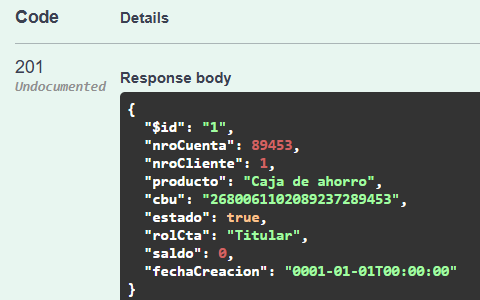 Code Details
201
Undocumented
Response body
{
"$id": "1",
"nroCuenta": 89453,
"nroCliente": 1,
"producto": "Caja de ahorro",
"cbu": "2680061102089237289453",
"estado": true,
"rolCta": "Titular",
"saldo": 0,
"fechaCreacion": "0001-01-01T00:00:00"
}